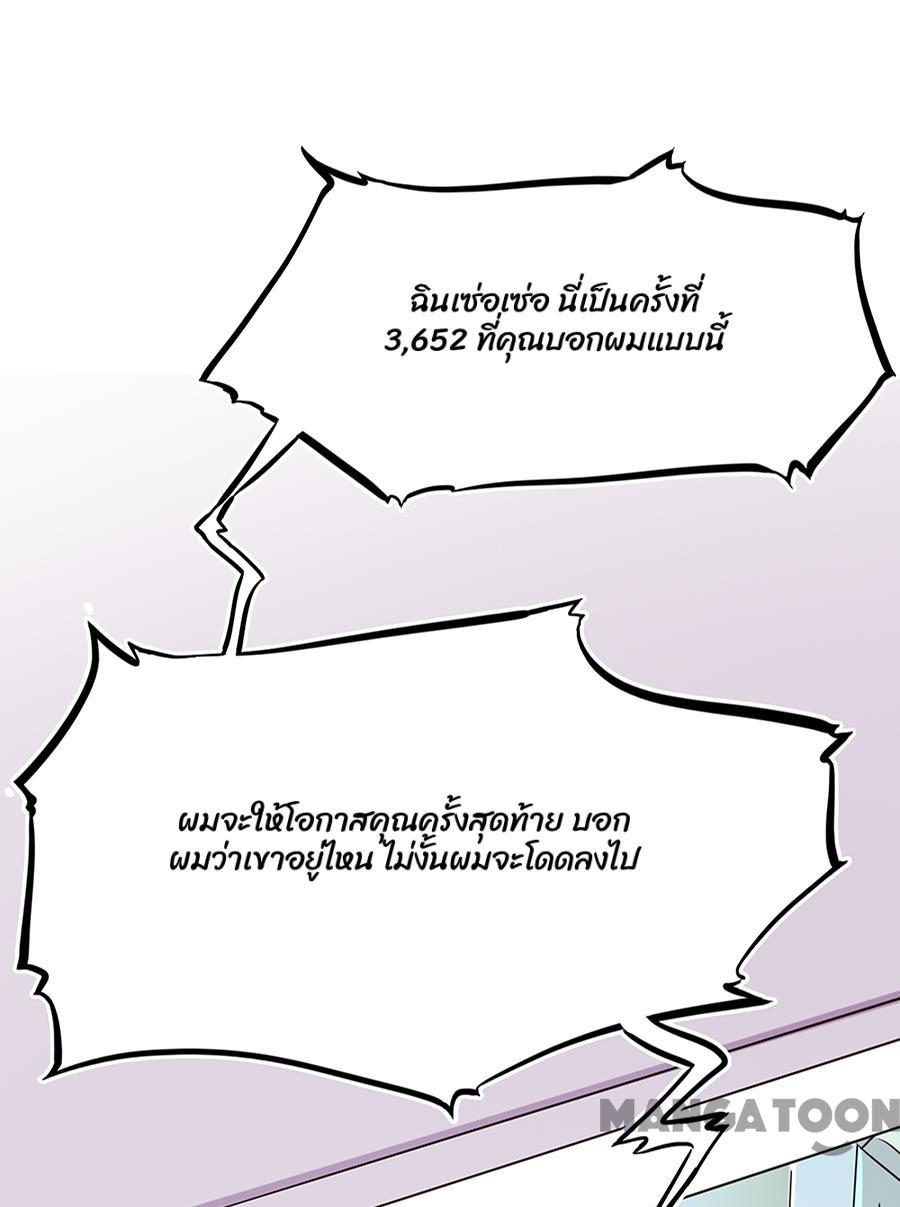 ฉินเซ่อเซ่อ นี่เป็นครั้งที่
3,652 ที่คุณบอกผมแบบนี้
ผมจะให้โอกาสคุณครั้งสุดท้าย บอก
ผมว่าเขาอยู่ไหน ไม่งั้นผมจะโดดลงไป
MANGATOON